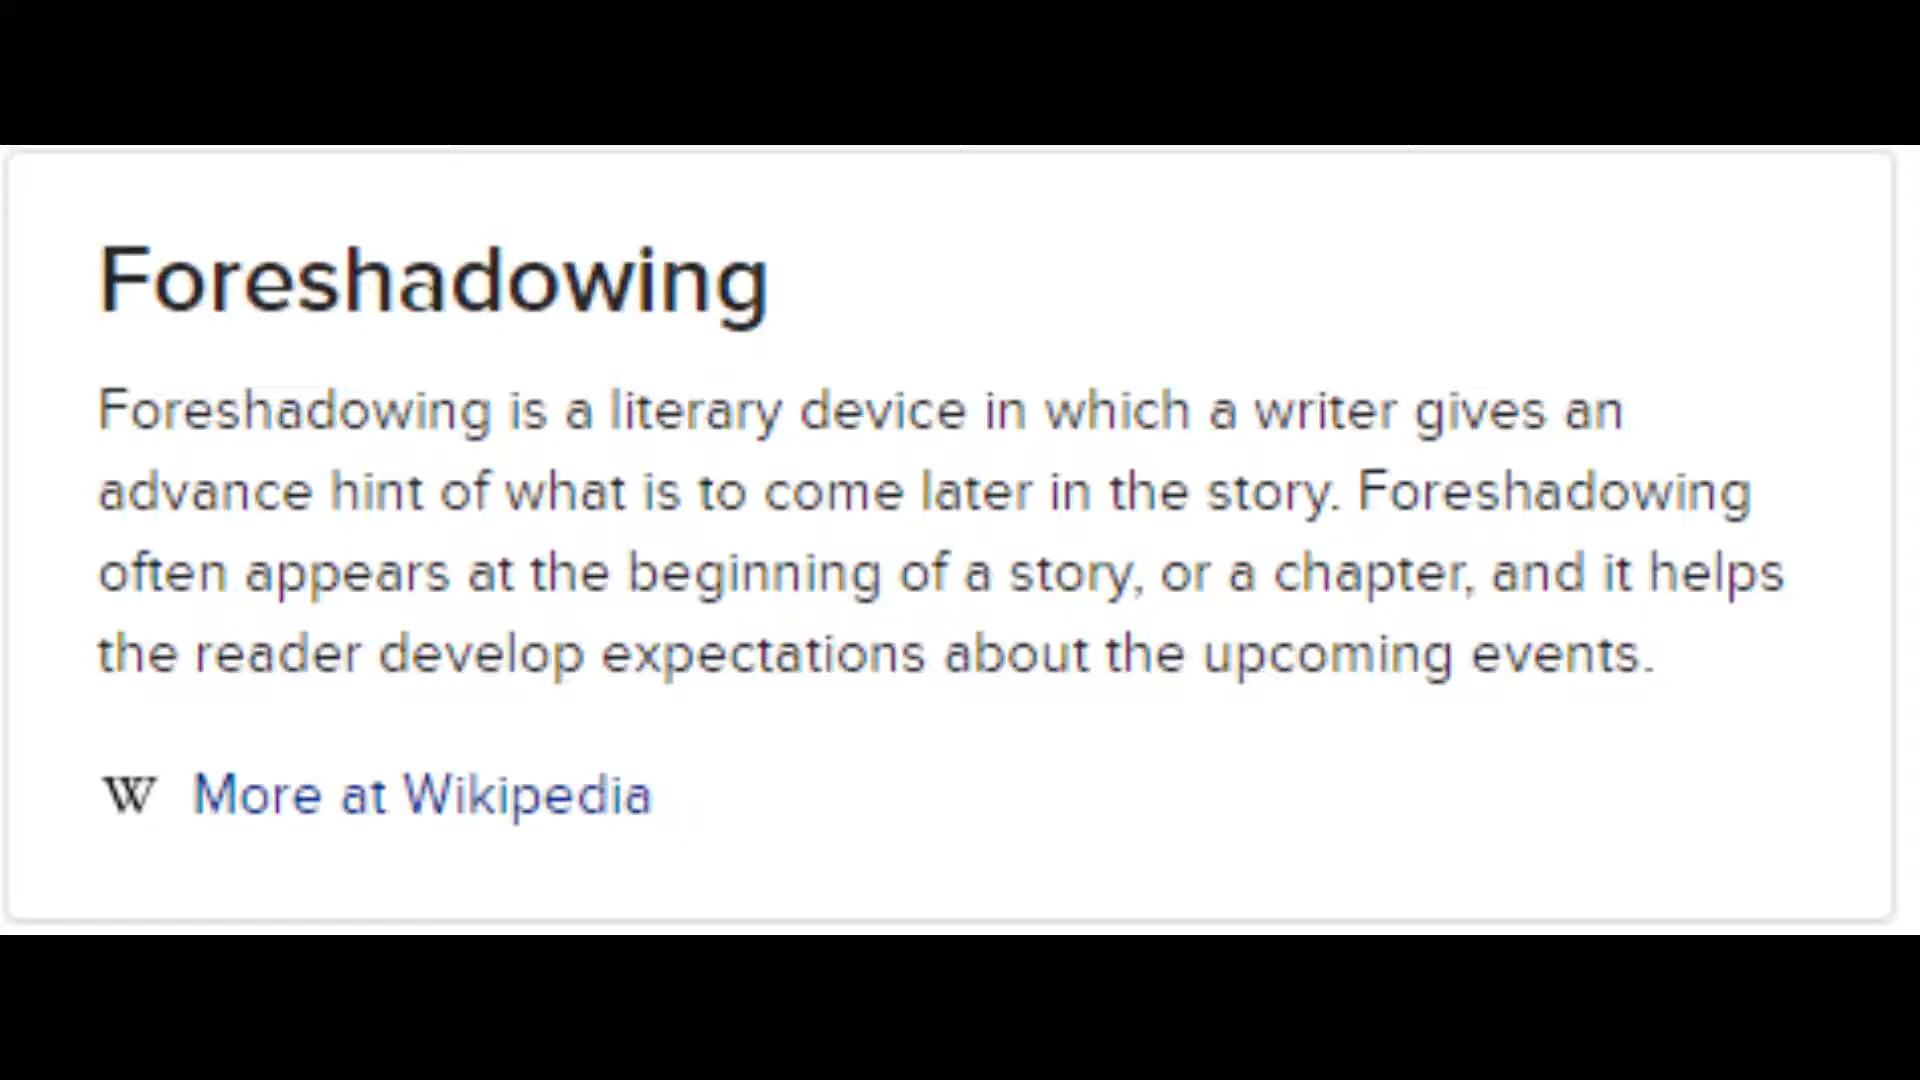 Foreshadowing
Foreshadowing is a literary device in which a writer gives an
advance hint of what is to come later in the story. Foreshadowing
often appears at the beginning of a story, or a chapter, and it helps
the reader develop expectations about the upcoming events.
W More at Wikipedia